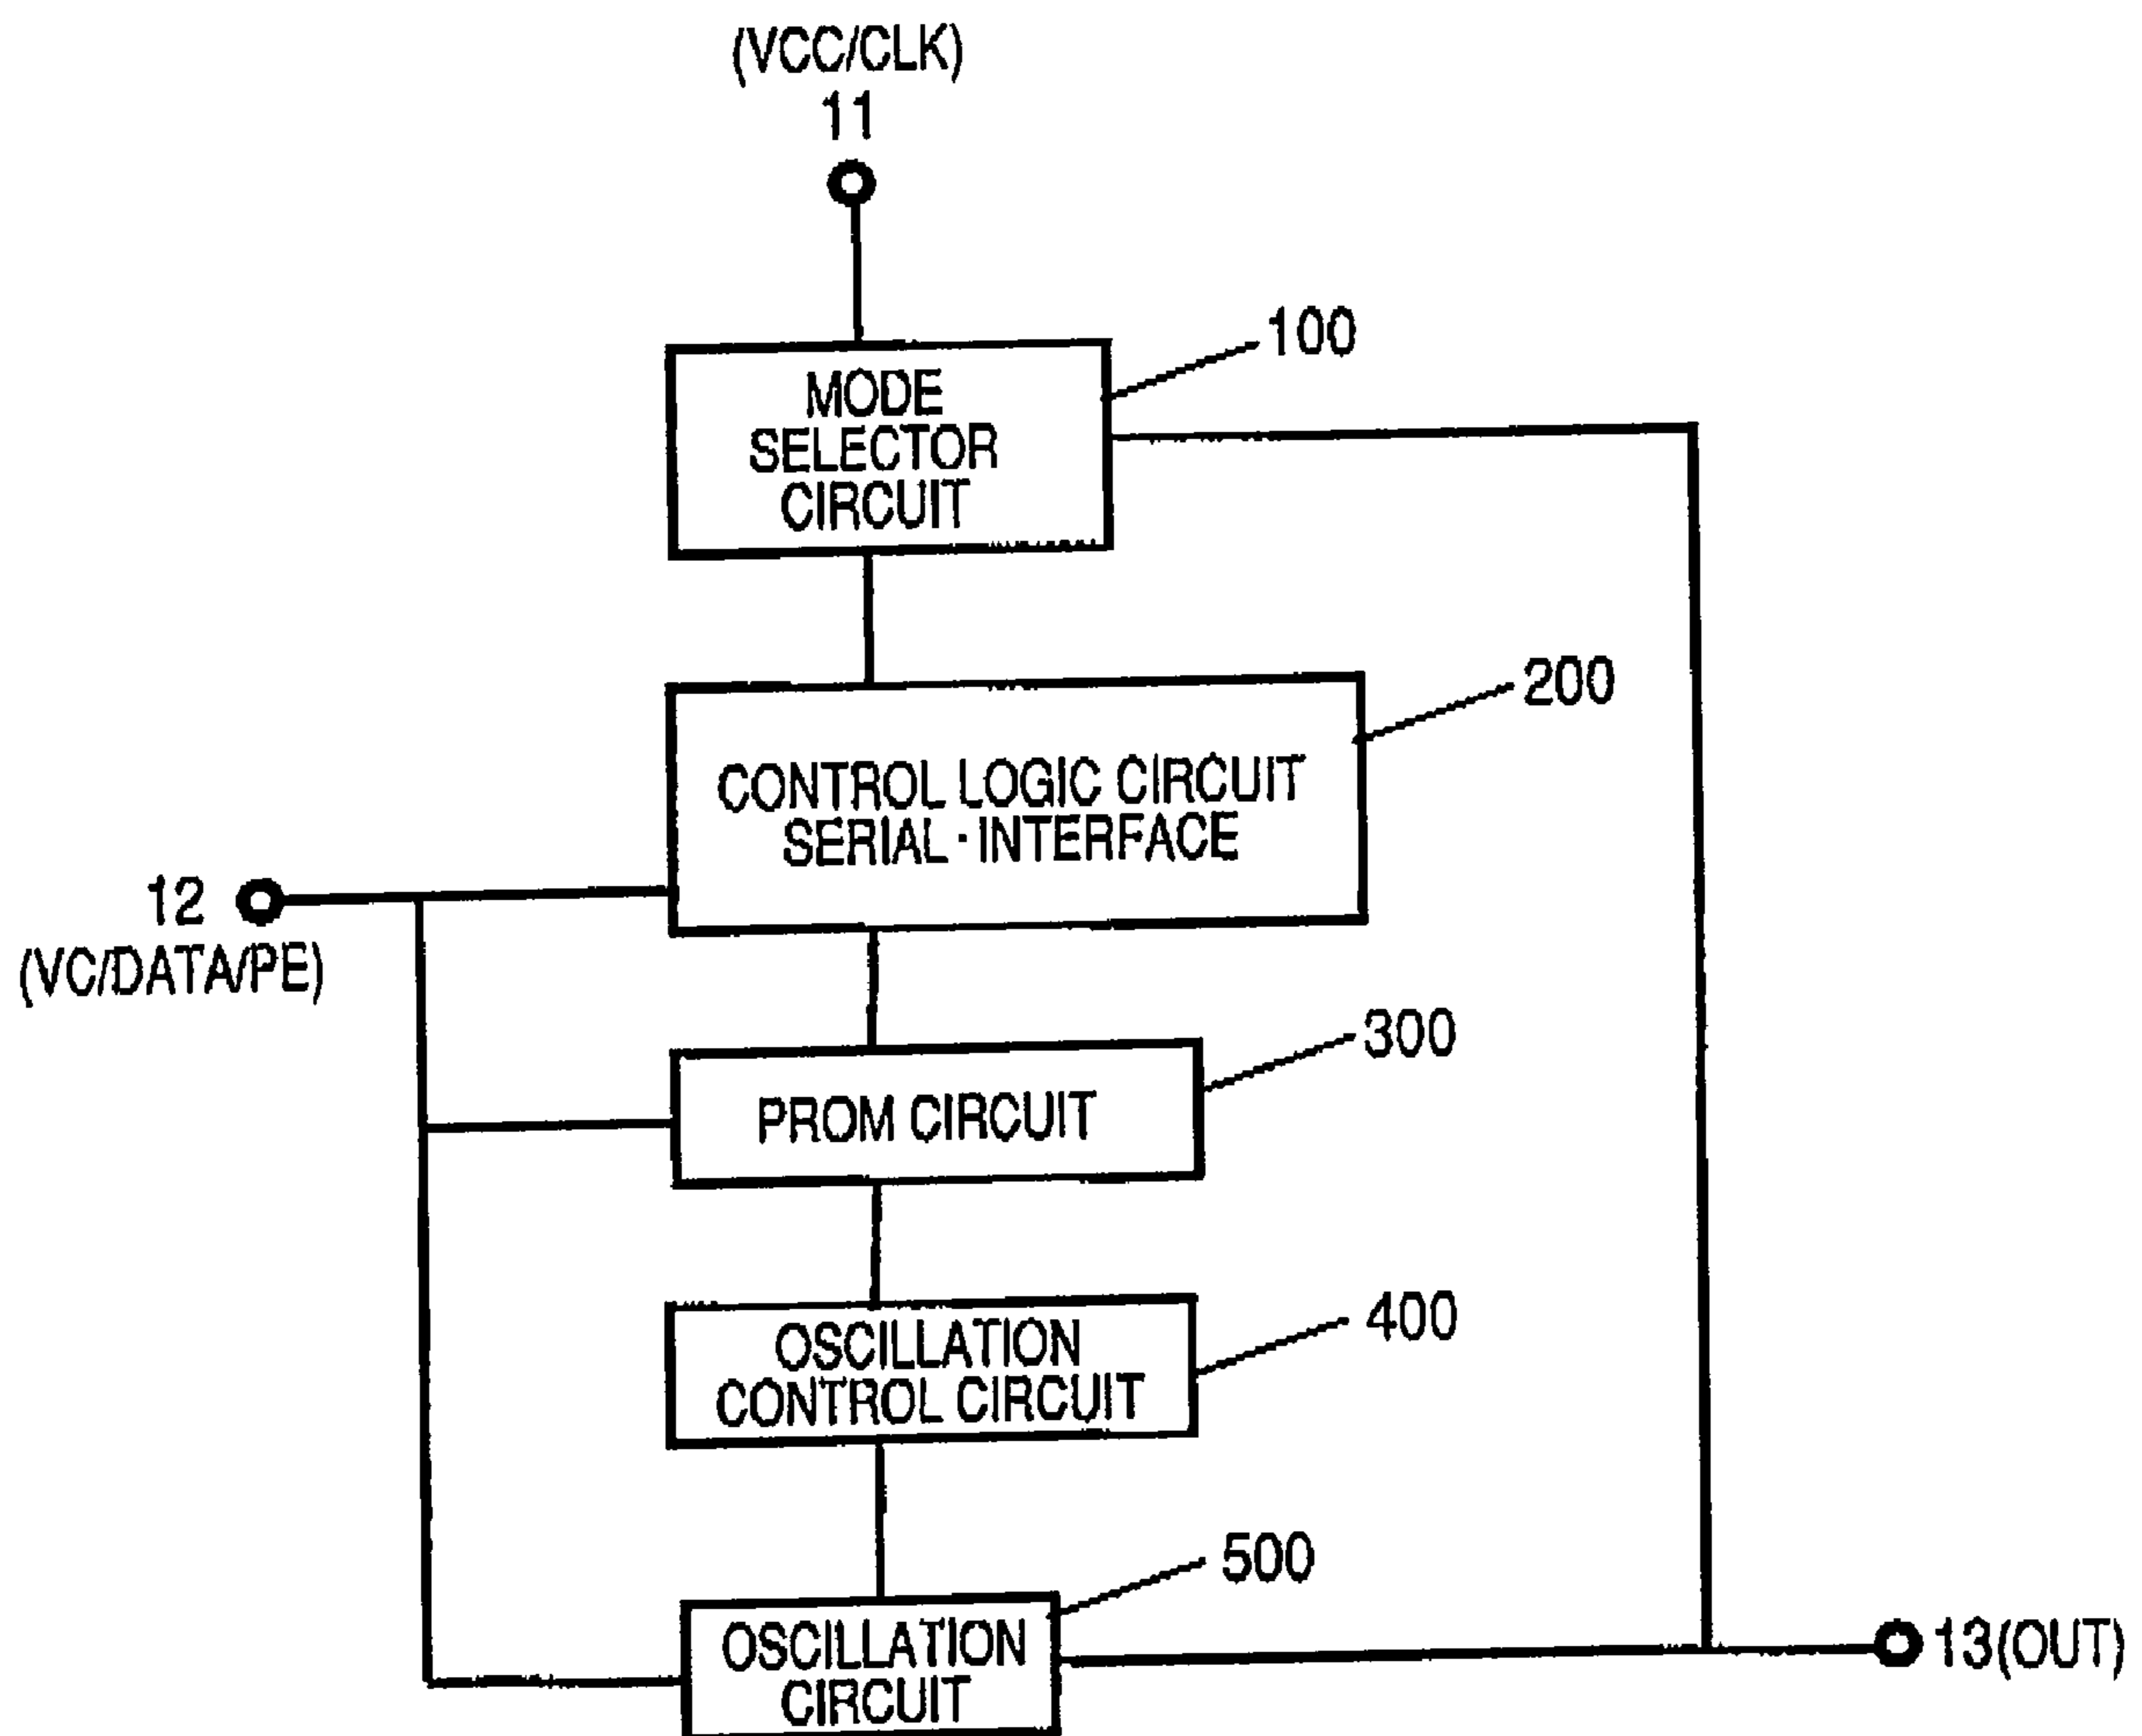 (VCC/CLK)
11
100
MODE
SELECTOR
CIRCUIT
200
CONTROL LOGIC CIRCUIT
SERIAL·INTERFACE
12
(VC/DATA/PE)
300
PROM CIRCUIT
400
OSCILLATION
CONTROL CIRCUIT
500
OSCILLATION
CIRCUIT
13(OUT)